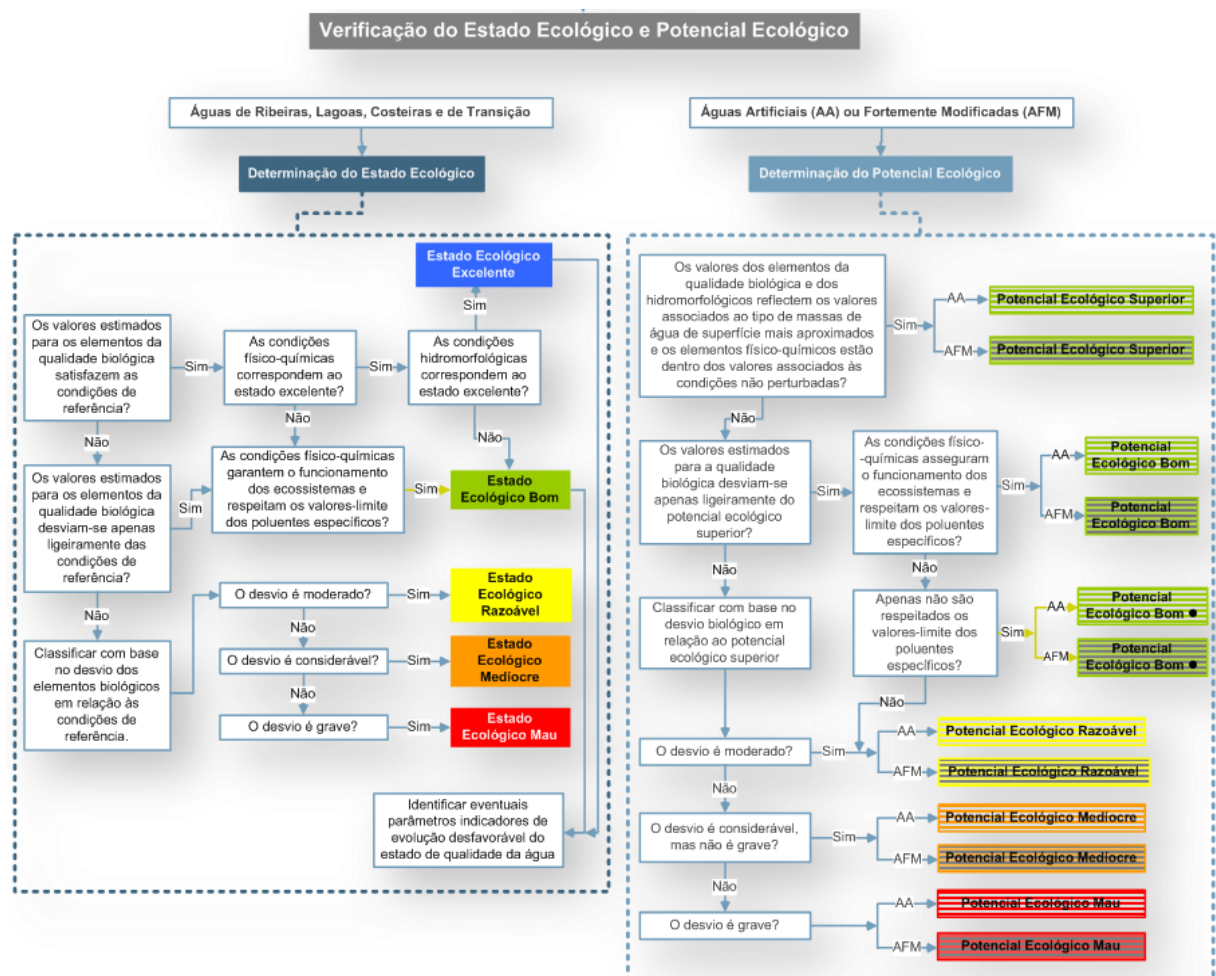 Verificação do Estado Ecológico e Potencial Ecológico
Águas de Ribeiras, Lagoas, Costeiras e de Transição
Determinação do Estado Ecológico
Estado Ecológico
Excelente
Sim
Os valores estimados
para os elementos da
qualidade biológica
satisfazem as
condições de
referência?
Sim
As condições
físico-químicas
correspondem ao
estado excelente?
Sim
As condições
hidromorfológicas
correspondem ao
estado excelente?
Não
Não
Não
Os valores estimados
para os elementos da
qualidade biológica
desviam-se apenas
ligeiramente das
condições de
referência?
Sim
As condições físico-químicas
garantem o funcionamento
dos ecossistemas e
respeitam os valores-limite
dos poluentes específicos?
Sim
Estado
Ecológico Bom
Não
Classificar com base
no desvio dos
elementos biológicos
em relação às
condições de
referência.
O desvio é moderado?
Sim
Estado
Ecológico
Razoável
Não
O desvio é considerável?
Sim
Estado
Ecológico
Medíocre
Não
O desvio é grave?
Sim
Estado
Ecológico Mau
Identificar eventuais
parâmetros indicadores de
evolução desfavorável do
estado de qualidade da água
Águas Artificiais (AA) ou Fortemente Modificadas (AFM)
Determinação do Potencial Ecológico
Os valores dos elementos da
qualidade biológica e dos
hidromorfológicos reflectem os valores
associados ao tipo de massas de
água de superfície mais aproximados
e os elementos físico-químicos estão
dentro dos valores associados às
condições não perturbadas?
Sim
AA
Potencial Ecológico Superior
AFM
Potencial Ecológico Superior
Não
Os valores estimados
para a qualidade
biológica desviam-se
apenas ligeiramente do
potencial ecológico
superior?
Sim
As condições físico-
-químicas asseguram
o funcionamento dos
ecossistemas e
respeitam os valores-
limite dos poluentes
específicos?
Sim
AA
Potencial
Ecológico Bom
AFM
Potencial
Ecológico Bom
Não
Não
Classificar com base no
desvio biológico em
relação ao potencial
ecológico superior
Apenas não são
respeitados os
valores-limite dos
poluentes
específicos?
Sim
AA
Potencial
Ecológico Bom ●
AFM
Potencial
Ecológico Bom ●
Não
O desvio é moderado?
Sim
AA
Potencial Ecológico Razoável
AFM
Potencial Ecológico Razoável
Não
O desvio é considerável,
mas não é grave?
Sim
AA
Potencial Ecológico Medíocre
AFM
Potencial Ecológico Medíocre
Não
O desvio é grave?
AA
Potencial Ecológico Mau
AFM
Potencial Ecológico Mau